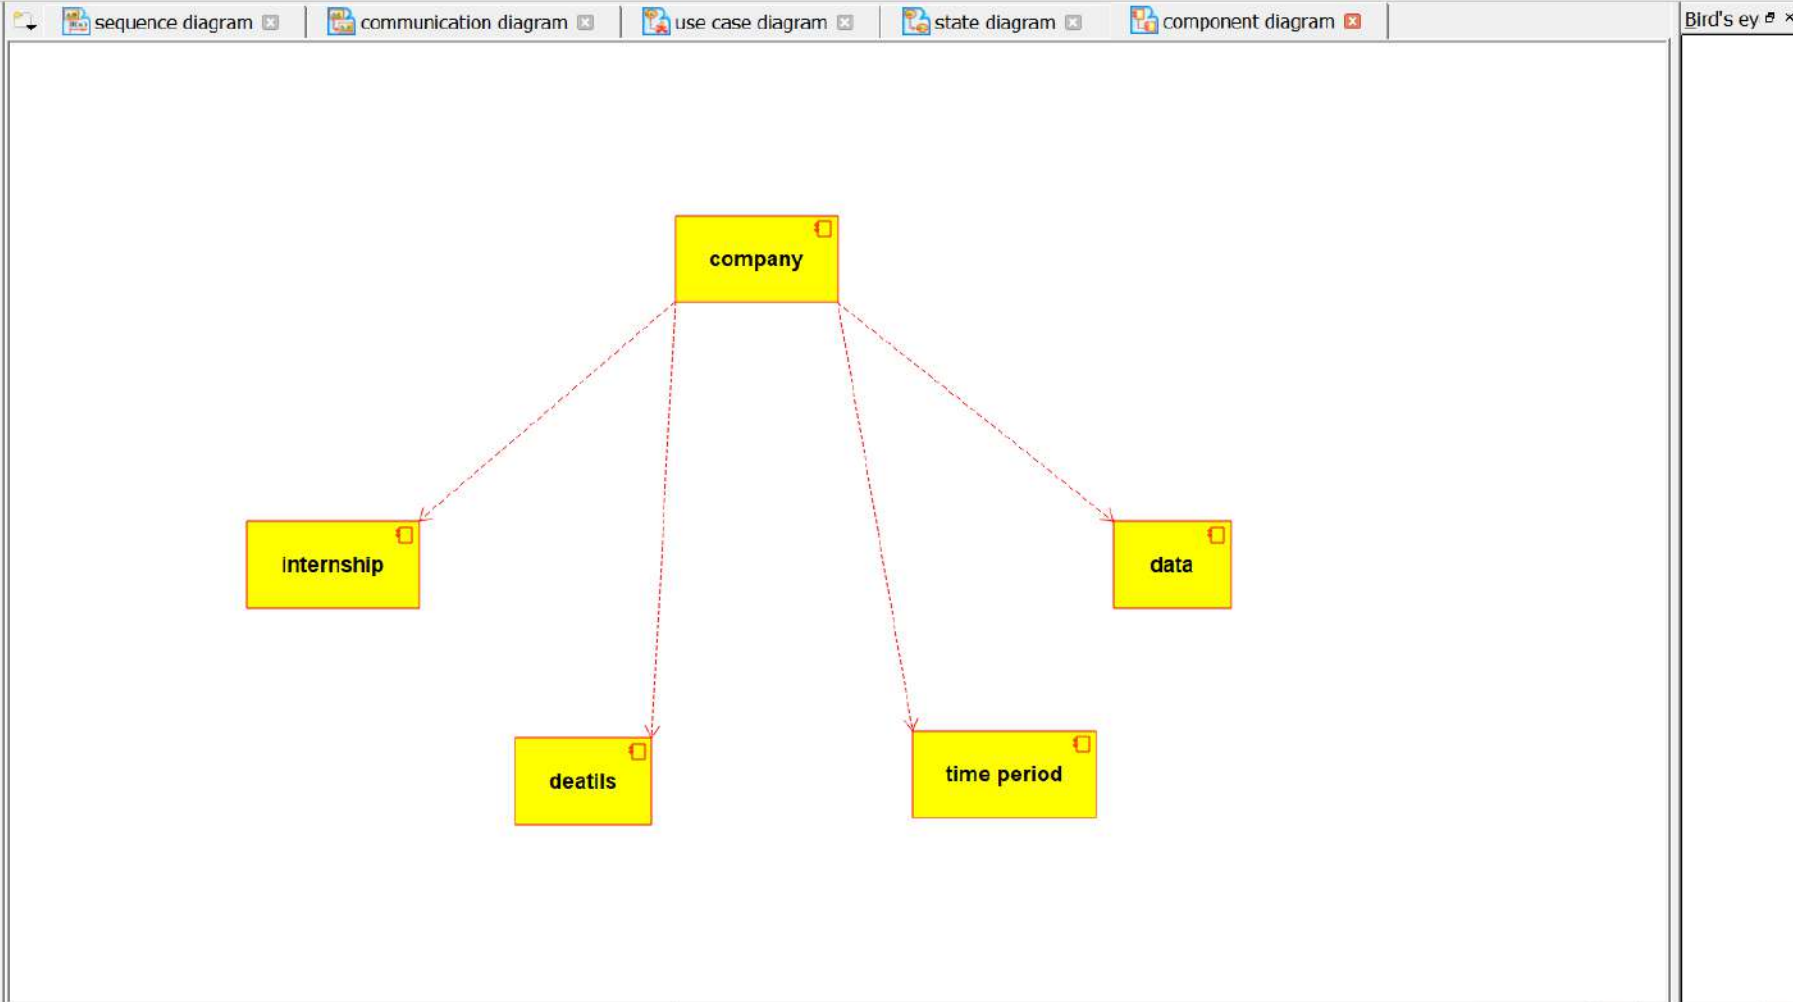 sequence diagram
communication diagram
use case diagram
state diagram
component diagram
Bird's ey
company
internship
data
deatils
time period